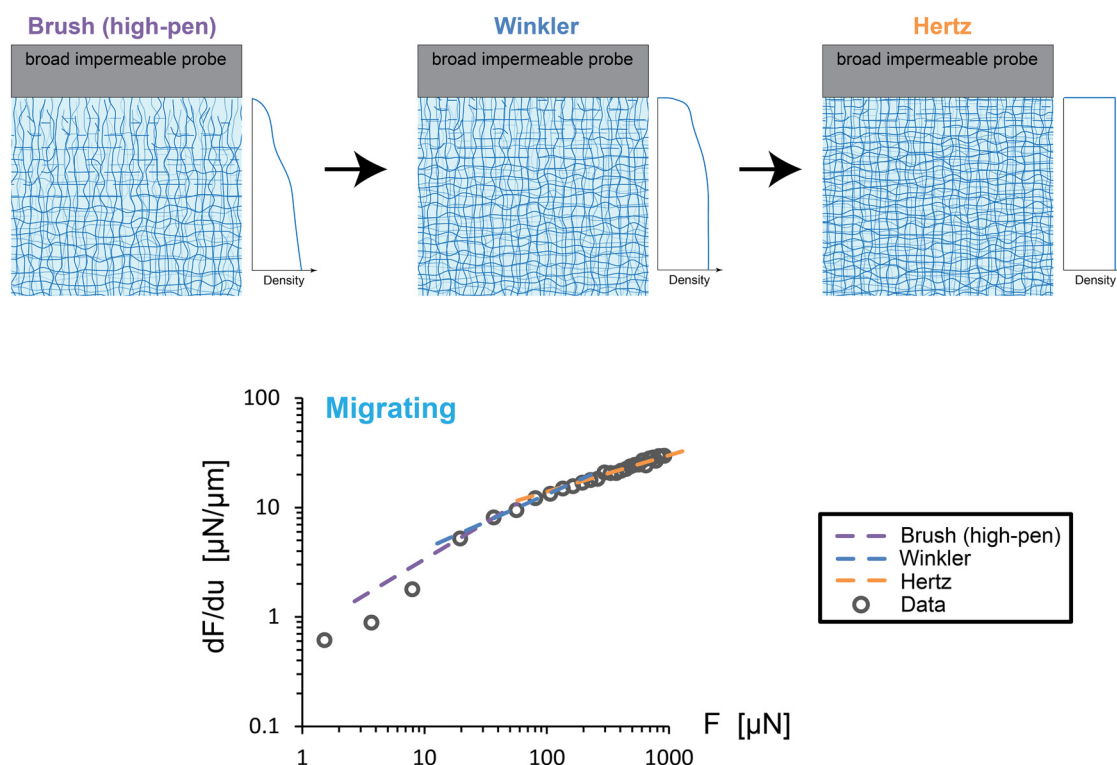 Brush (high-pen)
Winkler
Hertz
broad impermeable probe
broad impermeable probe
broad impermeable probe
Density
Density
Density
Migrating
dF/du [µN/µm]
100
10
1
0.1
1
10
100
1000
F [µN]
Brush (high-pen)
Winkler
Hertz
Data